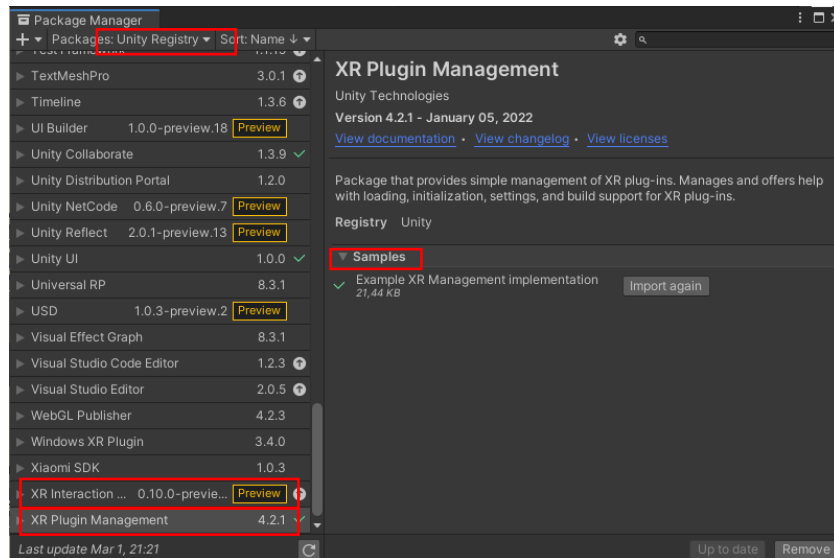 Package Manager
Packages: Unity Registry Sort: Name ↓
Test Framework 1.1.19
TextMeshPro 3.0.1
Timeline 1.3.6
UI Builder 1.0.0-preview.18 Preview
Unity Collaborate 1.3.9
Unity Distribution Portal 1.2.0
Unity NetCode 0.6.0-preview.7 Preview
Unity Reflect 2.0.1-preview.13 Preview
Unity UI 1.0.0
Universal RP 8.3.1
USD 1.0.3-preview.2 Preview
Visual Effect Graph 8.3.1
Visual Studio Code Editor 1.2.3
Visual Studio Editor 2.0.5
WebGL Publisher 4.2.3
Windows XR Plugin 3.4.0
Xiaomi SDK 1.0.3
XR Interaction ... 0.10.0-previe... Preview
XR Plugin Management 4.2.1
Last update Mar 1, 21:21
XR Plugin Management
Unity Technologies
Version 4.2.1 - January 05, 2022
View documentation • View changelog • View licenses
Package that provides simple management of XR plug-ins. Manages and offers help
with loading, initialization, settings, and build support for XR plug-ins.
Registry Unity
Samples
Example XR Management implementation
21,44 KB
Import again
Up to date Remove